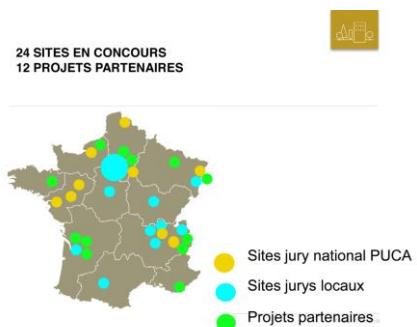 24 SITES EN CONCOURS
12 PROJETS PARTENAIRES
Sites jury national PUCA
Sites jurys locaux
Projets partenaires